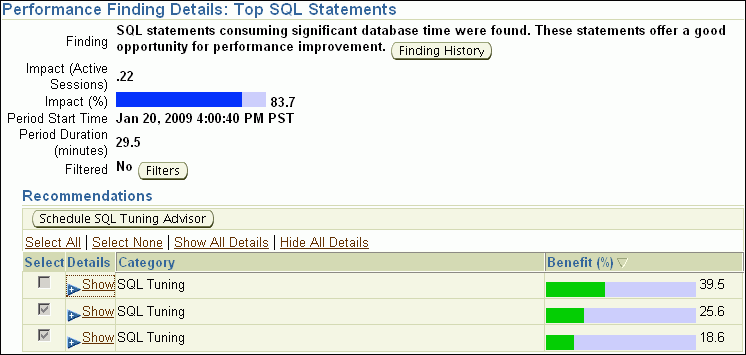 Performance Finding Details: Top SQL Statements
Finding SQL statements consuming significant database time were found. These statements offer a good
opportunity for performance improvement. Finding History
Impact (Active
Sessions) .22
Impact (%) 83.7
Period Start Time Jan 20, 2009 4:00:40 PM PST
Period Duration
(minutes) 29.5
Filtered No Filters
Recommendations
Schedule SQL Tuning Advisor
Select All | Select None | Show All Details | Hide All Details
Select Details Category Benefit (%)
Show SQL Tuning 39.5
Show SQL Tuning 25.6
Show SQL Tuning 18.6